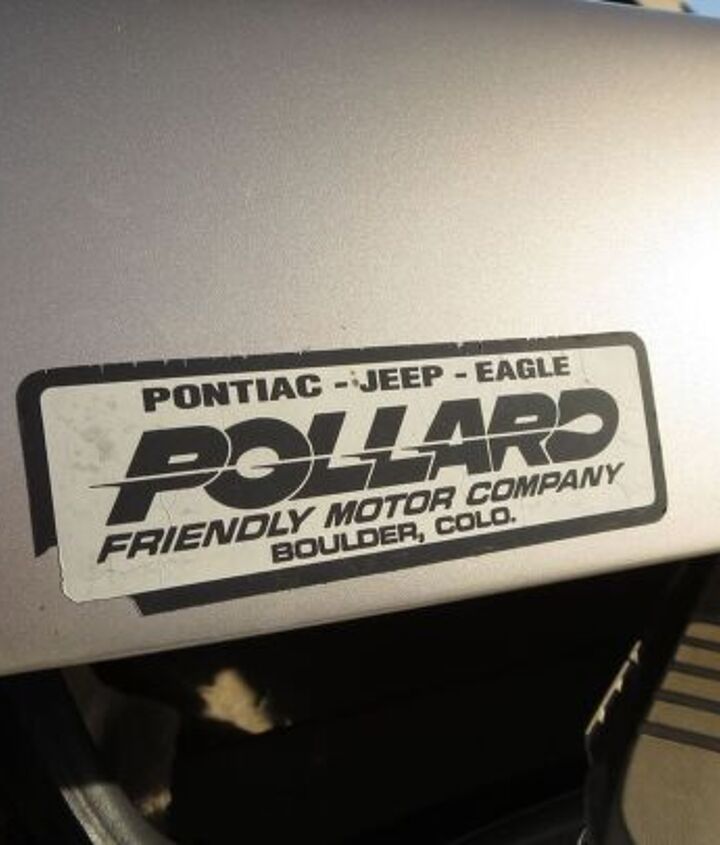 PONTIAC - JEEP - EAGLE
POLLARD
FRIENDLY MOTOR COMPANY
BOULDER, COLO.